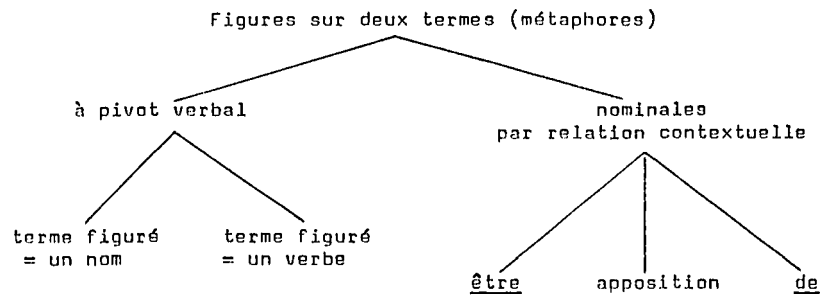 Figures sur deux termes (métaphores)
à pivot verbal
nominales
par relation contextuelle
terme figuré
= un nom
terme figuré
= un verbe
être
apposition
de